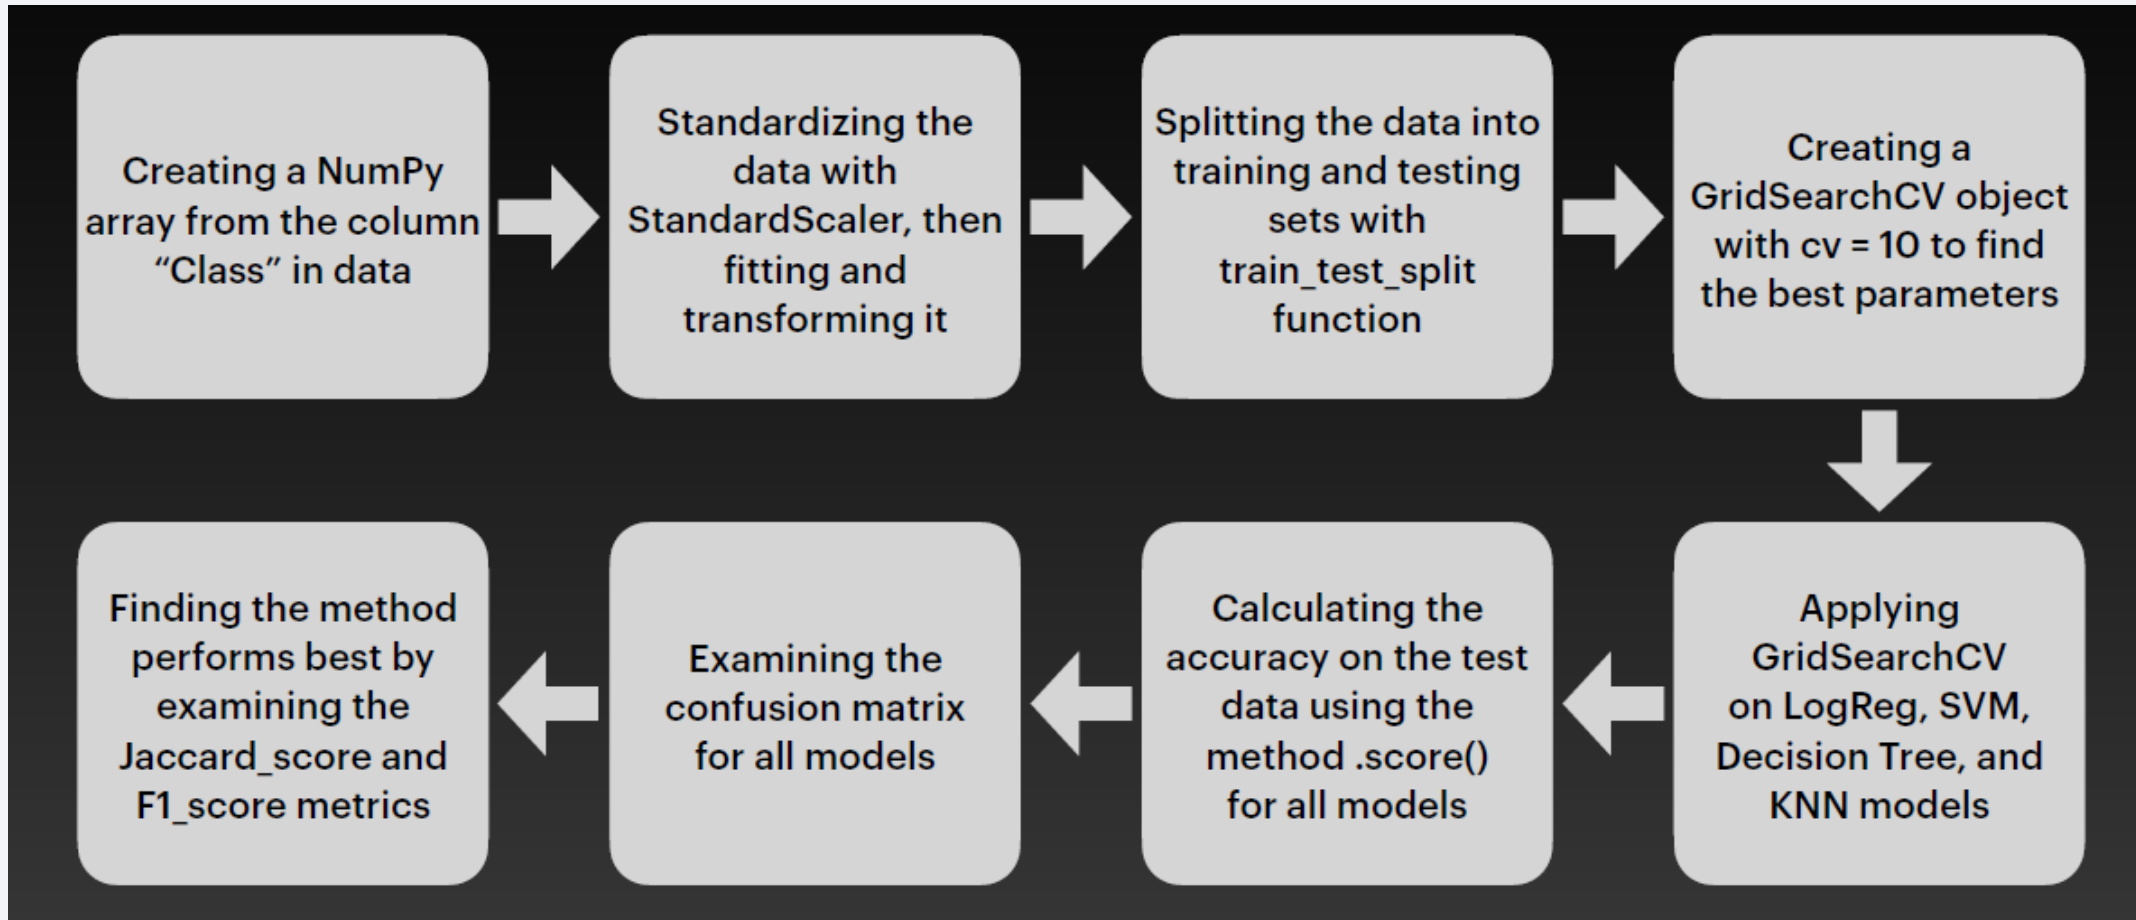 Creating a NumPy
array from the column
“Class” in data
Standardizing the
data with
StandardScaler, then
fitting and
transforming it
Splitting the data into
training and testing
sets with
train_test_split
function
Creating a
GridSearchCV object
with cv = 10 to find
the best parameters
Applying
GridSearchCV
on LogReg, SVM,
Decision Tree, and
KNN models
Calculating the
accuracy on the test
data using the
method .score()
for all models
Examining the
confusion matrix
for all models
Finding the method
performs best by
examining the
Jaccard_score and
F1_score metrics